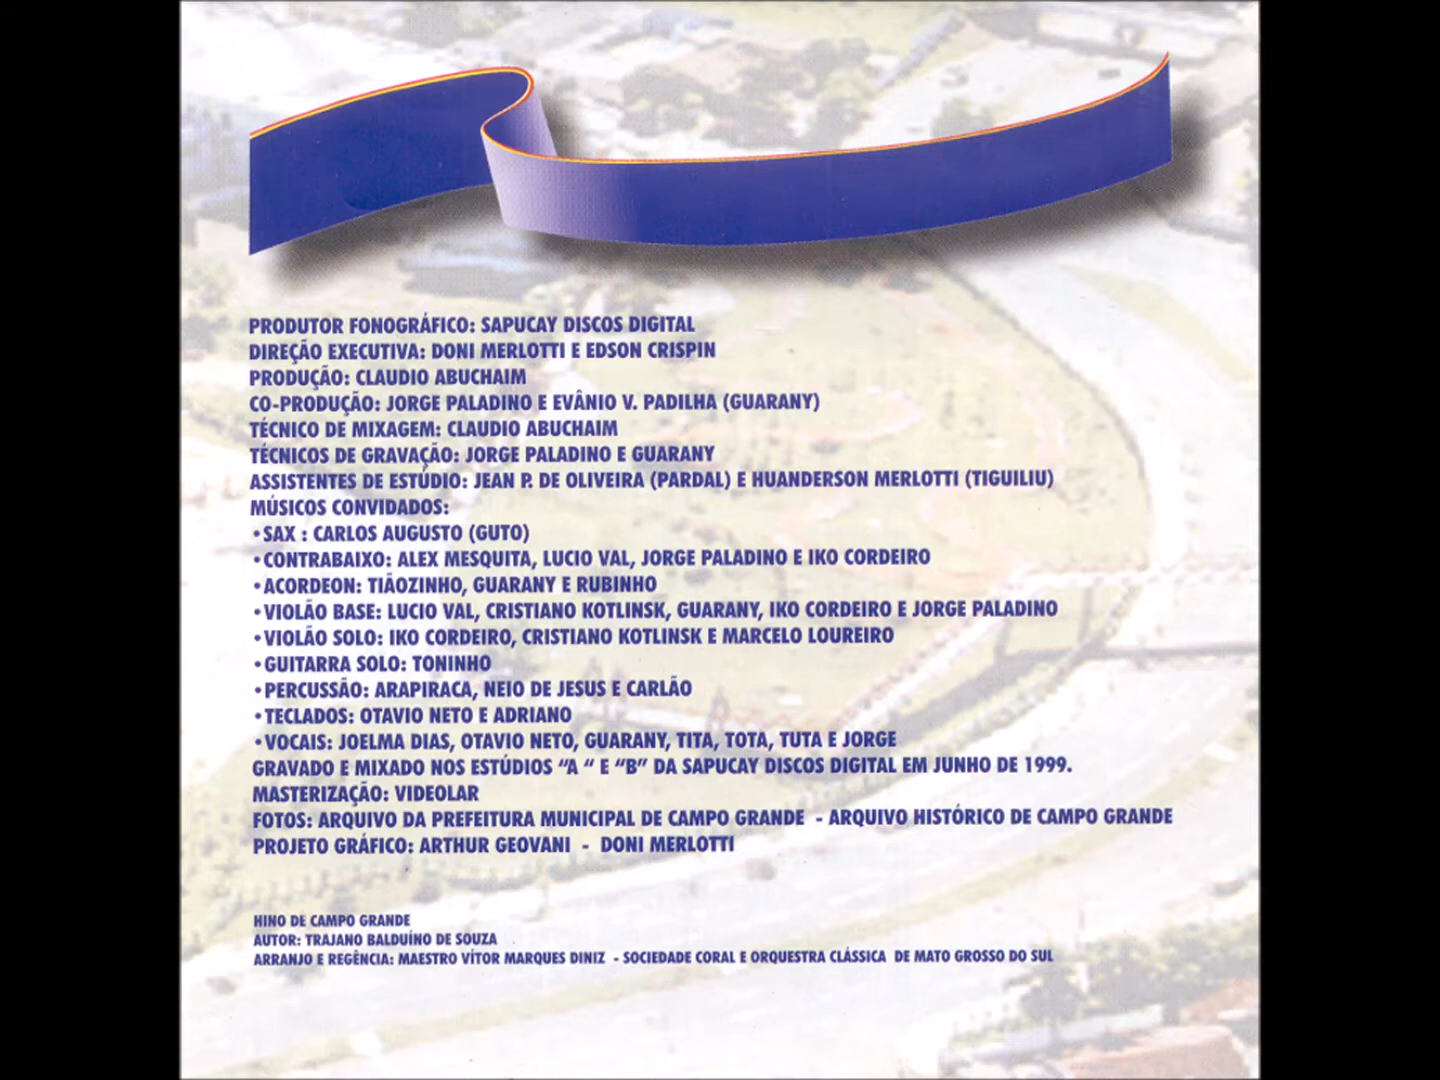 PRODUTOR FONOGRÁFICO: SAPUCAY DISCOS DIGITAL
DIREÇÃO EXECUTIVA: DONI MERLOTTI E EDSON CRISPIN
PRODUÇÃO: CLAUDIO ABUCHAIM
CO-PRODUÇÃO: JORGE PALADINO E EVÂNIO V. PADILHA (GUARANY)
TÉCNICO DE MIXAGEM: CLAUDIO ABUCHAIM
TÉCNICOS DE GRAVAÇÃO: JORGE PALADINO E GUARANY
ASSISTENTES DE ESTÚDIO: JEAN P. DE OLIVEIRA (PARDAL) E HUANDERSON MERLOTTI (TIGUILIU)
MÚSICOS CONVIDADOS:
•SAX : CARLOS AUGUSTO (GUTO)
•CONTRABAIXO: ALEX MESQUITA, LUCIO VAL, JORGE PALADINO E IKO CORDEIRO
•ACORDEON: TIÃOZINHO, GUARANY E RUBINHO
•VIOLÃO BASE: LUCIO VAL, CRISTIANO KOTLINSK, GUARANY, IKO CORDEIRO E JORGE PALADINO
•VIOLÃO SOLO: IKO CORDEIRO, CRISTIANO KOTLINSK E MARCELO LOUREIRO
•GUITARRA SOLO: TONINHO
•PERCUSSÃO: ARAPIRACA, NEIO DE JESUS E CARLÃO
•TECLADOS: OTAVIO NETO E ADRIANO
•VOCAIS: JOELMA DIAS, OTAVIO NETO, GUARANY, TITA, TOTA, TUTA E JORGE
GRAVADO E MIXADO NOS ESTÚDIOS “A “ E “B” DA SAPUCAY DISCOS DIGITAL EM JUNHO DE 1999.
MASTERIZAÇÃO: VIDEOLAR
FOTOS: ARQUIVO DA PREFEITURA MUNICIPAL DE CAMPO GRANDE - ARQUIVO HISTÓRICO DE CAMPO GRANDE
PROJETO GRÁFICO: ARTHUR GEOVANI - DONI MERLOTTI
HINO DE CAMPO GRANDE
AUTOR: TRAJANO BALDUÍNO DE SOUZA
ARRANJO E REGÊNCIA: MAESTRO VÍTOR MARQUES DINIZ - SOCIEDADE CORAL E ORQUESTRA CLÁSSICA DE MATO GROSSO DO SUL